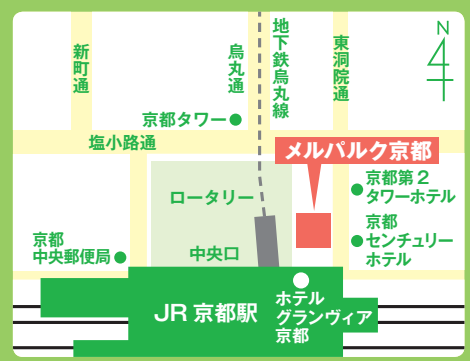 N
新町通
烏丸通
地下鉄烏丸線
東洞院通
京都タワー
塩小路通
メルパルク京都
京都第2
タワーホテル
ロータリー
京都
センチュリー
ホテル
京都
中央郵便局
中央口
JR 京都駅
ホテル
グランヴィア
京都